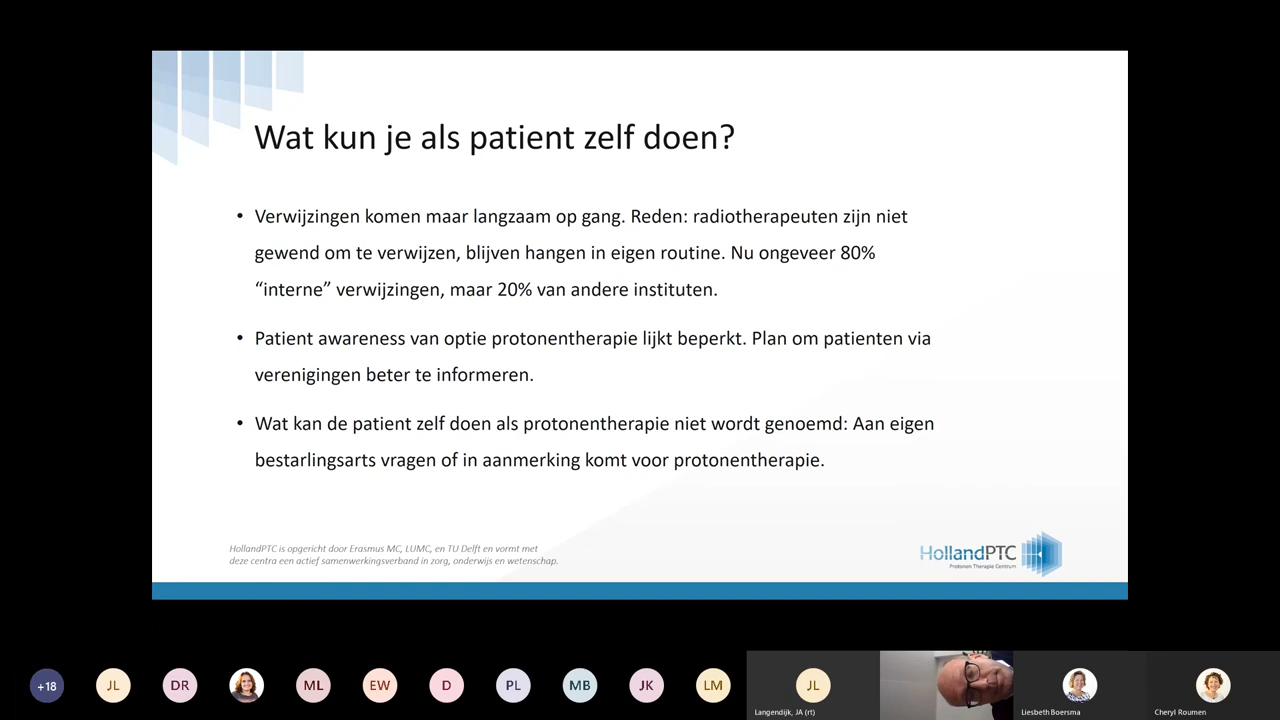 Wat kun je als patient zelf doen?
• Verwijzingen komen maar langzaam op gang. Reden: radiotherapeuten zijn niet
gewend om te verwijzen, blijven hangen in eigen routine. Nu ongeveer 80%
“interne” verwijzingen, maar 20% van andere instituten.
• Patient awareness van optie protonentherapie lijkt beperkt. Plan om patienten via
verenigingen beter te informeren.
• Wat kan de patient zelf doen als protonentherapie niet wordt genoemd: Aan eigen
bestarlingsarts vragen of in aanmerking komt voor protonentherapie.
HollandPTC is opgericht door Erasmus MC, LUMC, en TU Delft en vormt met
deze centra een actief samenwerkingsverband in zorg, onderwijs en wetenschap.
HollandPTC
Protonen Therapie Centrum
+18 JL DR ML EW D PL MB JK LM JL
Langendijk, JA (rt) Liesbeth Boersma Cheryl Roumen